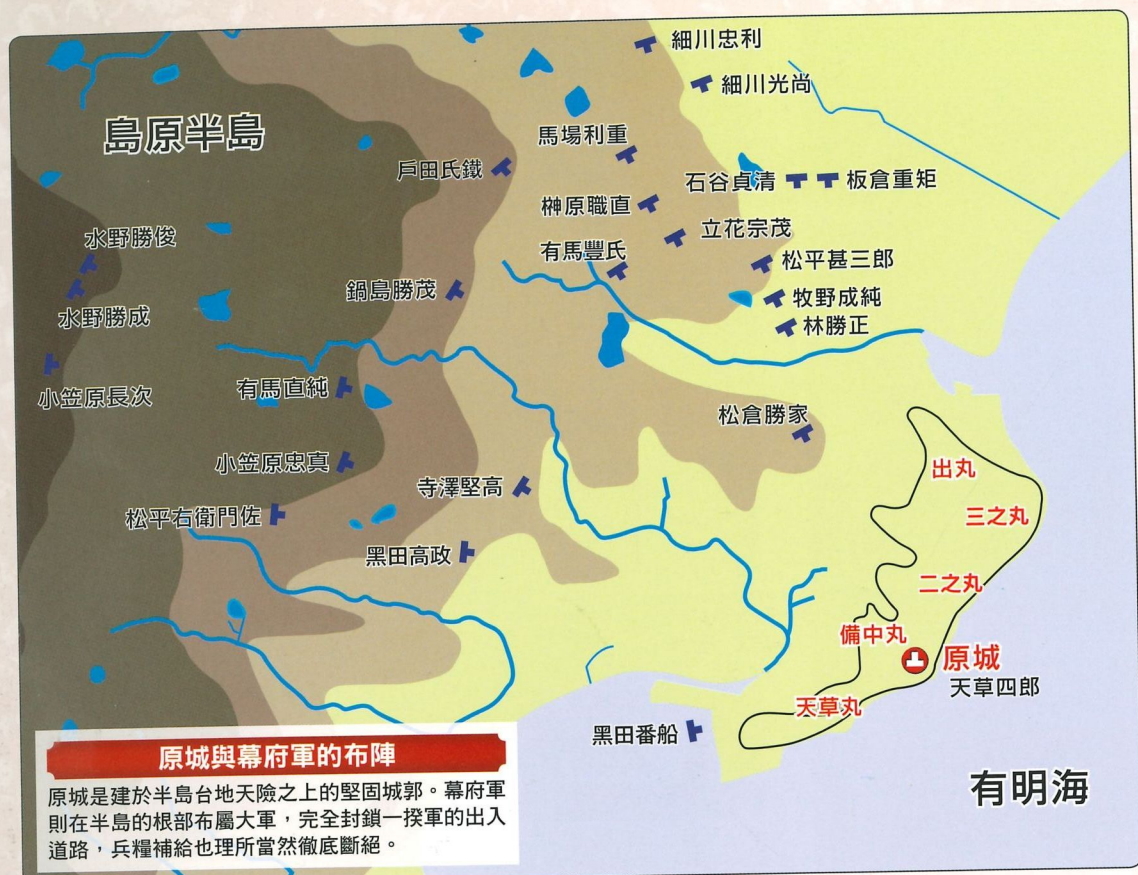 細川忠利
細川光尚
島原半島
馬場利重
戶田氏鐵
石谷貞清
板倉重矩
榊原職直
立花宗茂
水野勝俊
有馬豐氏
松平甚三郎
鍋島勝茂
牧野成純
水野勝成
林勝正
小笠原長次
有馬直純
松倉勝家
小笠原忠真
出丸
寺澤堅高
三之丸
松平右衛門佐
黑田高政
二之丸
備中丸
原城
天草四郎
天草丸
黑田番船
有明海
原城與幕府軍的布陣
原城是建於半島台地天險之上的堅固城郭。幕府軍
則在半島的根部布屬大軍，完全封鎖一揆軍的出入
道路，兵糧補給也理所當然徹底斷絕。